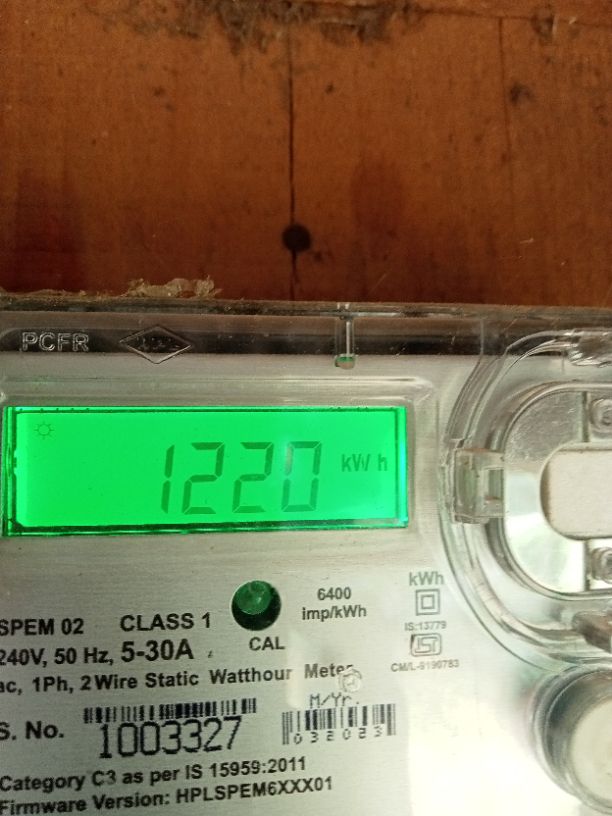 PCFR
1220 kWh
kWh
6400
imp/kWh
IS:13779
SPEM 02 CLASS 1
CAL
240V, 50 Hz, 5-30A
CM/L-9190783
ac, 1Ph, 2 Wire Static Watthour Meter
M/Yr.
S. No. 1003327
032023
Category C3 as per IS 15959:2011
Firmware Version: HPLSPEM6XXX01